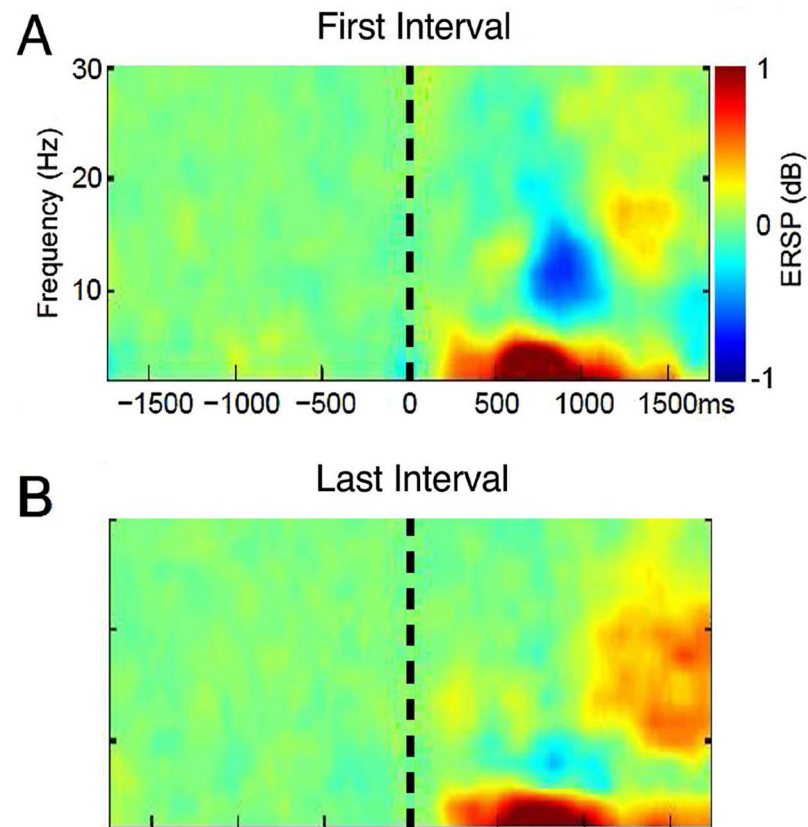 A
First Interval
30
20
10
Frequency (Hz)
1
0
-1
ERSP (dB)
−1500 −1000 −500 0 500 1000 1500ms
B
Last Interval